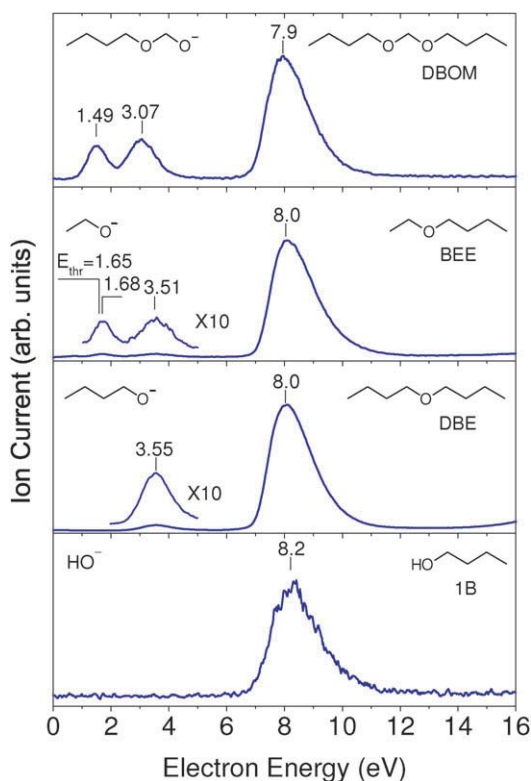 7.9
O O⁻
O O
DBOM
1.49 3.07
8.0
O⁻
O
BEE
E_thr=1.65
1.68 3.51
X10
8.0
O⁻
O
DBE
3.55
X10
8.2
HO⁻
HO
1B
0 2 4 6 8 10 12 14 16
Electron Energy (eV)
Ion Current (arb. units)